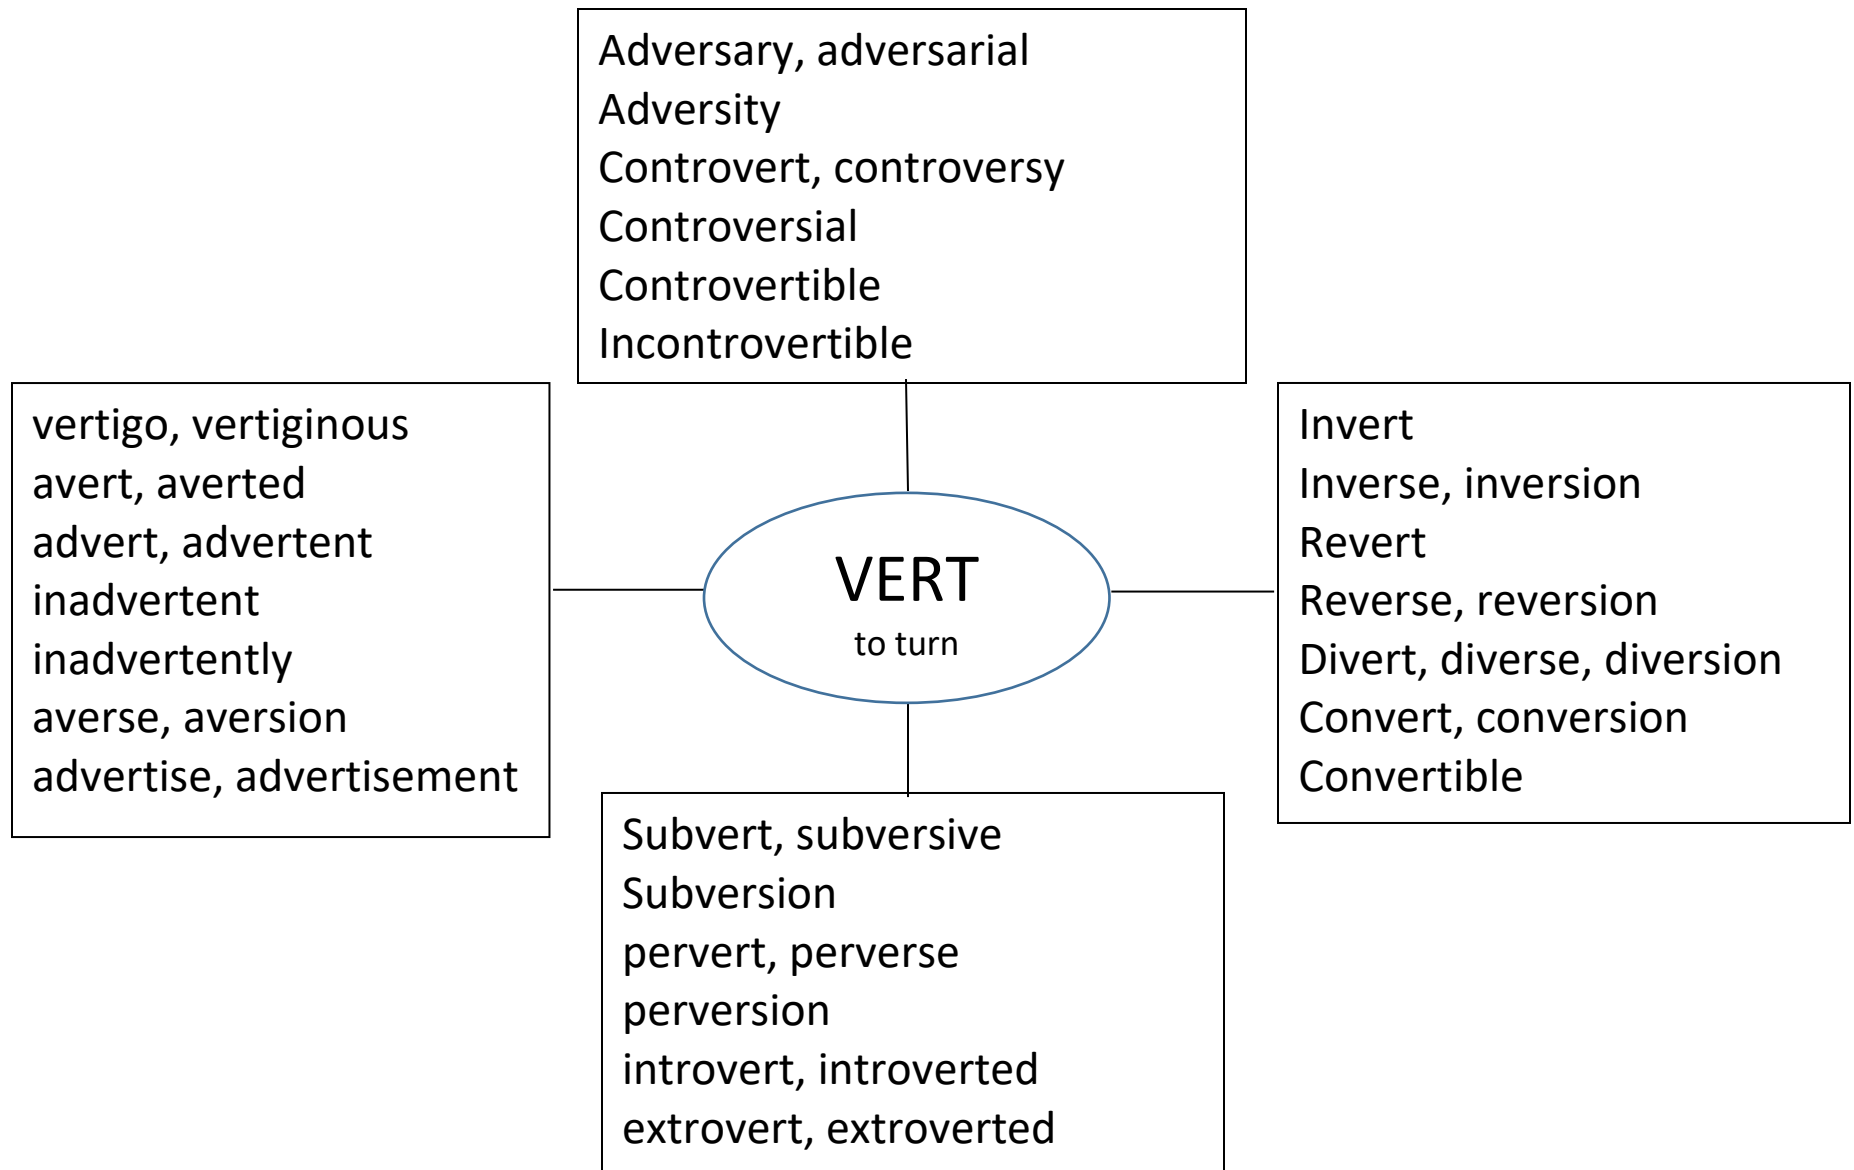 Adversary, adversarial
Adversity
Controvert, controversy
Controversial
Controvertible
Incontrovertible
vertigo, vertiginous
avert, averted
advert, advertent
inadvertent
inadvertently
averse, aversion
advertise, advertisement
VERT
to turn
Invert
Inverse, inversion
Revert
Reverse, reversion
Divert, diverse, diversion
Convert, conversion
Convertible
Subvert, subversive
Subversion
pervert, perverse
perversion
introvert, introverted
extrovert, extroverted